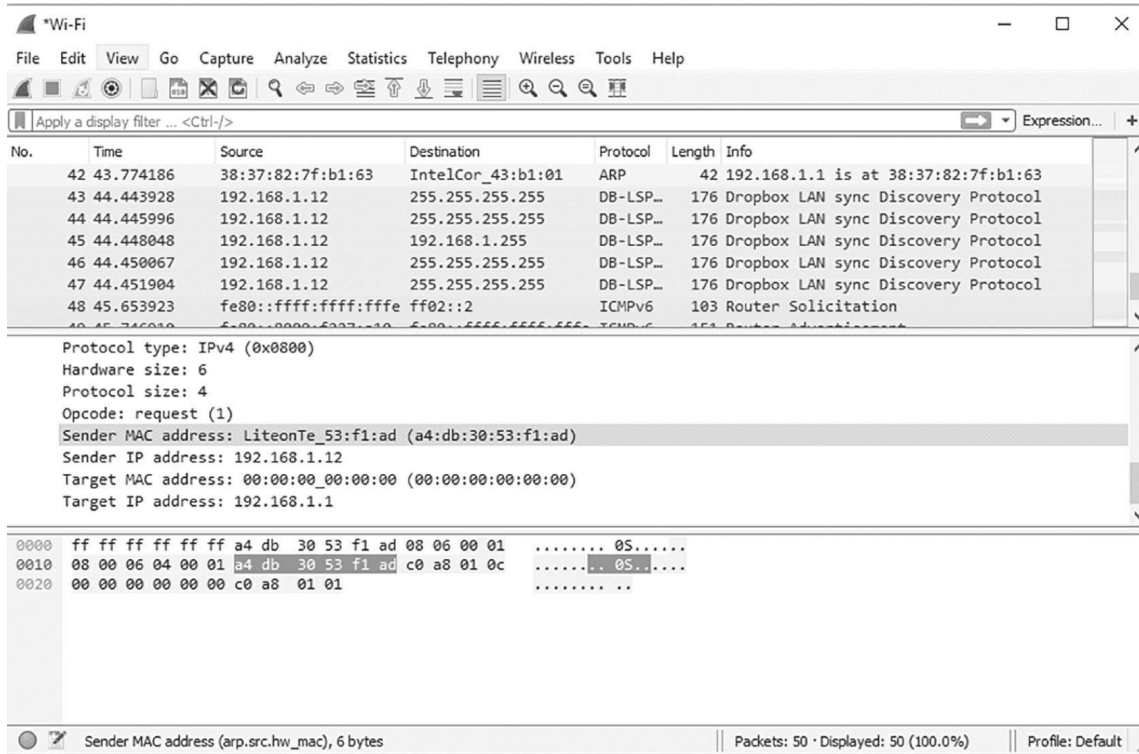 *Wi-Fi
File Edit View Go Capture Analyze Statistics Telephony Wireless Tools Help
Apply a display filter ... <Ctrl-/> Expression... +
No. Time Source Destination Protocol Length Info
42 43.774186 38:37:82:7f:b1:63 IntelCor_43:b1:01 ARP 42 192.168.1.1 is at 38:37:82:7f:b1:63
43 44.443928 192.168.1.12 255.255.255.255 DB-LSP… 176 Dropbox LAN sync Discovery Protocol
44 44.445996 192.168.1.12 255.255.255.255 DB-LSP… 176 Dropbox LAN sync Discovery Protocol
45 44.448048 192.168.1.12 192.168.1.255 DB-LSP… 176 Dropbox LAN sync Discovery Protocol
46 44.450067 192.168.1.12 255.255.255.255 DB-LSP… 176 Dropbox LAN sync Discovery Protocol
47 44.451904 192.168.1.12 255.255.255.255 DB-LSP… 176 Dropbox LAN sync Discovery Protocol
48 45.653923 fe80::ffff:ffff:fffe ff02::2 ICMPv6 103 Router Solicitation
Protocol type: IPv4 (0x0800)
Hardware size: 6
Protocol size: 4
Opcode: request (1)
Sender MAC address: LiteonTe_53:f1:ad (a4:db:30:53:f1:ad)
Sender IP address: 192.168.1.12
Target MAC address: 00:00:00_00:00:00 (00:00:00:00:00:00)
Target IP address: 192.168.1.1
0000 ff ff ff ff ff ff a4 db 30 53 f1 ad 08 06 00 01 ........ 0S......
0010 08 00 06 04 00 01 a4 db 30 53 f1 ad c0 a8 01 0c ........ 0S......
0020 00 00 00 00 00 00 c0 a8 01 01 ........ ..
Sender MAC address (arp.src.hw_mac), 6 bytes Packets: 50 · Displayed: 50 (100.0%) Profile: Default